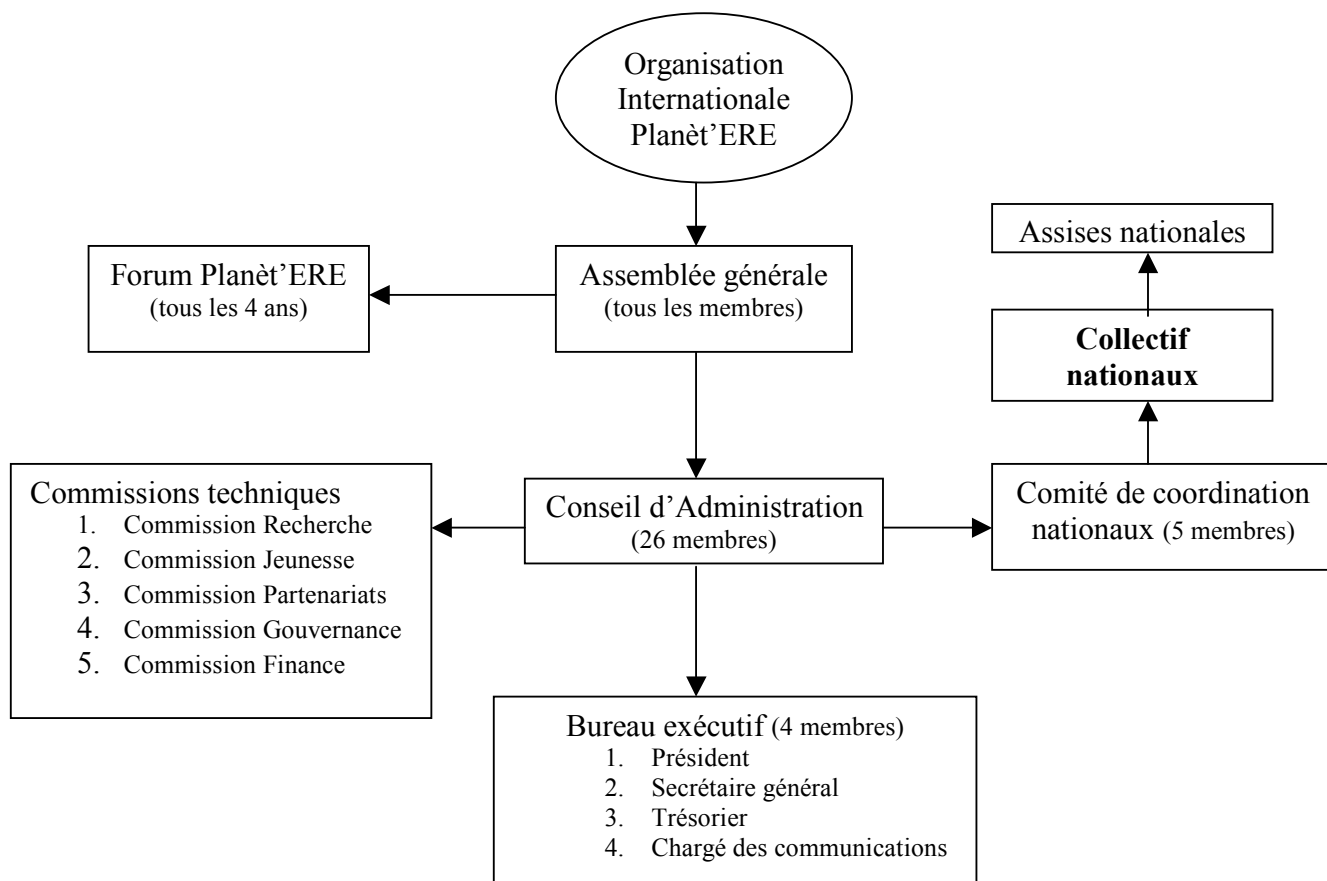 Organisation
Internationale
Planèt’ERE
Assises nationales
Forum Planèt’ERE
(tous les 4 ans)
Assemblée générale
(tous les membres)
Collectif
nationaux
Commissions techniques
1. Commission Recherche
2. Commission Jeunesse
3. Commission Partenariats
4. Commission Gouvernance
5. Commission Finance
Conseil d’Administration
(26 membres)
Comité de coordination
nationaux (5 membres)
Bureau exécutif (4 membres)
1. Président
2. Secrétaire général
3. Trésorier
4. Chargé des communications